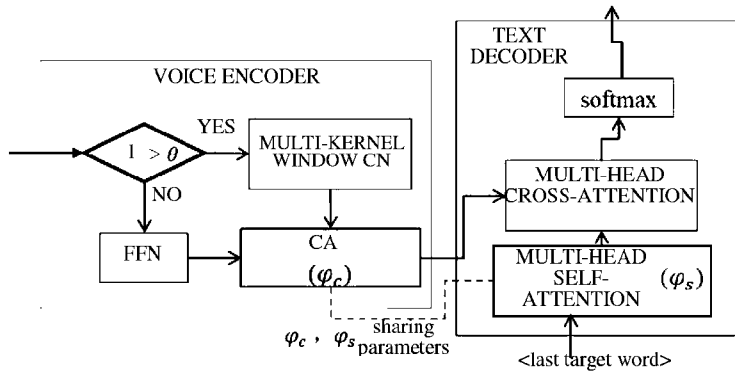 TEXT
DECODER
VOICE ENCODER
softmax
YES
I > θ
MULTI-KERNEL
WINDOW CN
MULTI-HEAD
CROSS-ATTENTION
NO
FFN
CA
(φc)
MULTI-HEAD
SELF-
ATTENTION
(φs)
φc , φs sharing
parameters
<last target word>